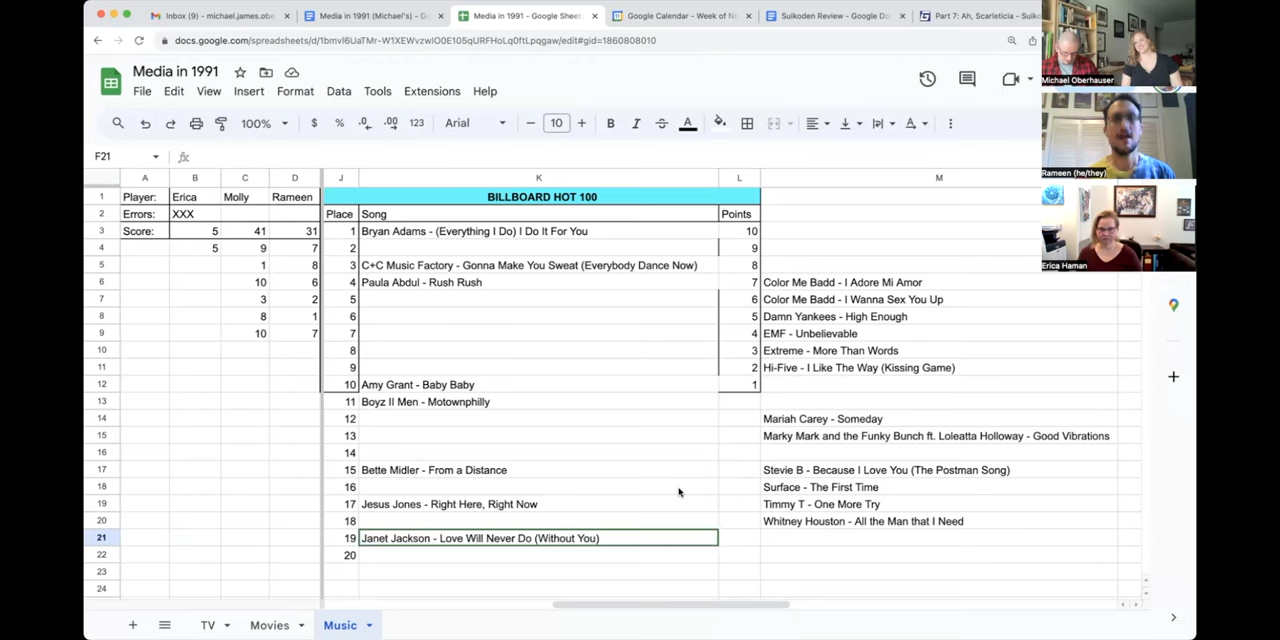 Inbox (9) - michael.james.obe
Media in 1991 (Michael's) - G
Media in 1991 - Google Sheets
Google Calendar - Week of N
Suikoden Review - Google Do
Part 7: Ah, Scarleticia - Suiko
docs.google.com/spreadsheets/d/1bmvl6UaTMr-W1XEWvzwIO0E105qURFHoLq0ftLpqgaw/edit#gid=1860808010
Media in 1991
File Edit View Insert Format Data Tools Extensions Help
100% $ % .0 .00 123 Arial 10 B I A
F21 fx
A B C D J K L M
1 Player: Erica Molly Rameen BILLBOARD HOT 100
2 Errors: XXX Place Song Points
3 Score: 5 41 31 1 Bryan Adams - (Everything I Do) I Do It For You 10
4 5 9 7 2 9
5 1 8 3 C+C Music Factory - Gonna Make You Sweat (Everybody Dance Now) 8
6 10 6 4 Paula Abdul - Rush Rush 7 Color Me Badd - I Adore Mi Amor
7 3 2 5 6 Color Me Badd - I Wanna Sex You Up
8 8 1 6 5 Damn Yankees - High Enough
9 10 7 7 4 EMF - Unbelievable
10 8 3 Extreme - More Than Words
11 9 2 Hi-Five - I Like The Way (Kissing Game)
12 10 Amy Grant - Baby Baby 1
13 11 Boyz II Men - Motownphilly
14 12 Mariah Carey - Someday
15 13 Marky Mark and the Funky Bunch ft. Loleatta Holloway - Good Vibrations
16 14
17 15 Bette Midler - From a Distance Stevie B - Because I Love You (The Postman Song)
18 16 Surface - The First Time
19 17 Jesus Jones - Right Here, Right Now Timmy T - One More Try
20 18 Whitney Houston - All the Man that I Need
21 19 Janet Jackson - Love Will Never Do (Without You)
22 20
23
24
TV Movies Music
Michael Oberhauser
Rameen (he/they)
Erica Haman